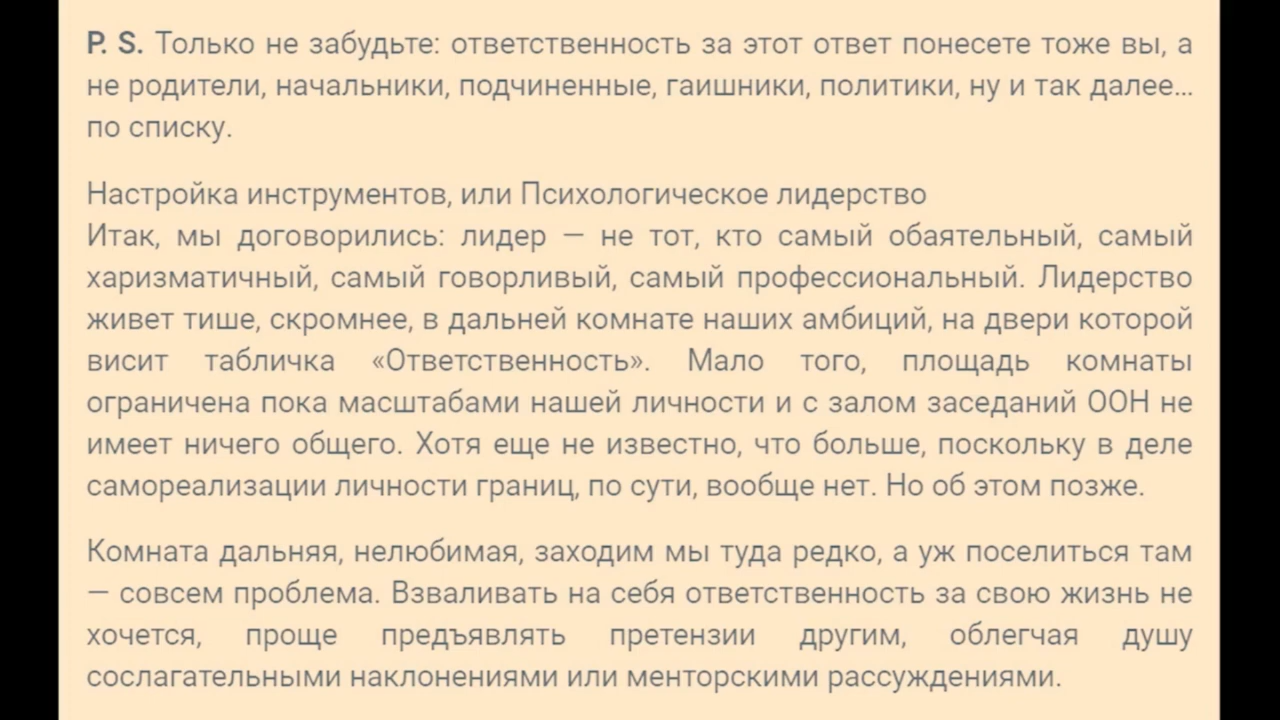 P. S. Только не забудьте: ответственность за этот ответ понесете тоже вы, а
не родители, начальники, подчиненные, гаишники, политики, ну и так далее…
по списку.
Настройка инструментов, или Психологическое лидерство
Итак, мы договорились: лидер — не тот, кто самый обаятельный, самый
харизматичный, самый говорливый, самый профессиональный. Лидерство
живет тише, скромнее, в дальней комнате наших амбиций, на двери которой
висит табличка «Ответственность». Мало того, площадь комнаты
ограничена пока масштабами нашей личности и с залом заседаний ООН не
имеет ничего общего. Хотя еще не известно, что больше, поскольку в деле
самореализации личности границ, по сути, вообще нет. Но об этом позже.
Комната дальняя, нелюбимая, заходим мы туда редко, а уж поселиться там
— совсем проблема. Взваливать на себя ответственность за свою жизнь не
хочется, проще предъявлять претензии другим, облегчая душу
сослагательными наклонениями или менторскими рассуждениями.